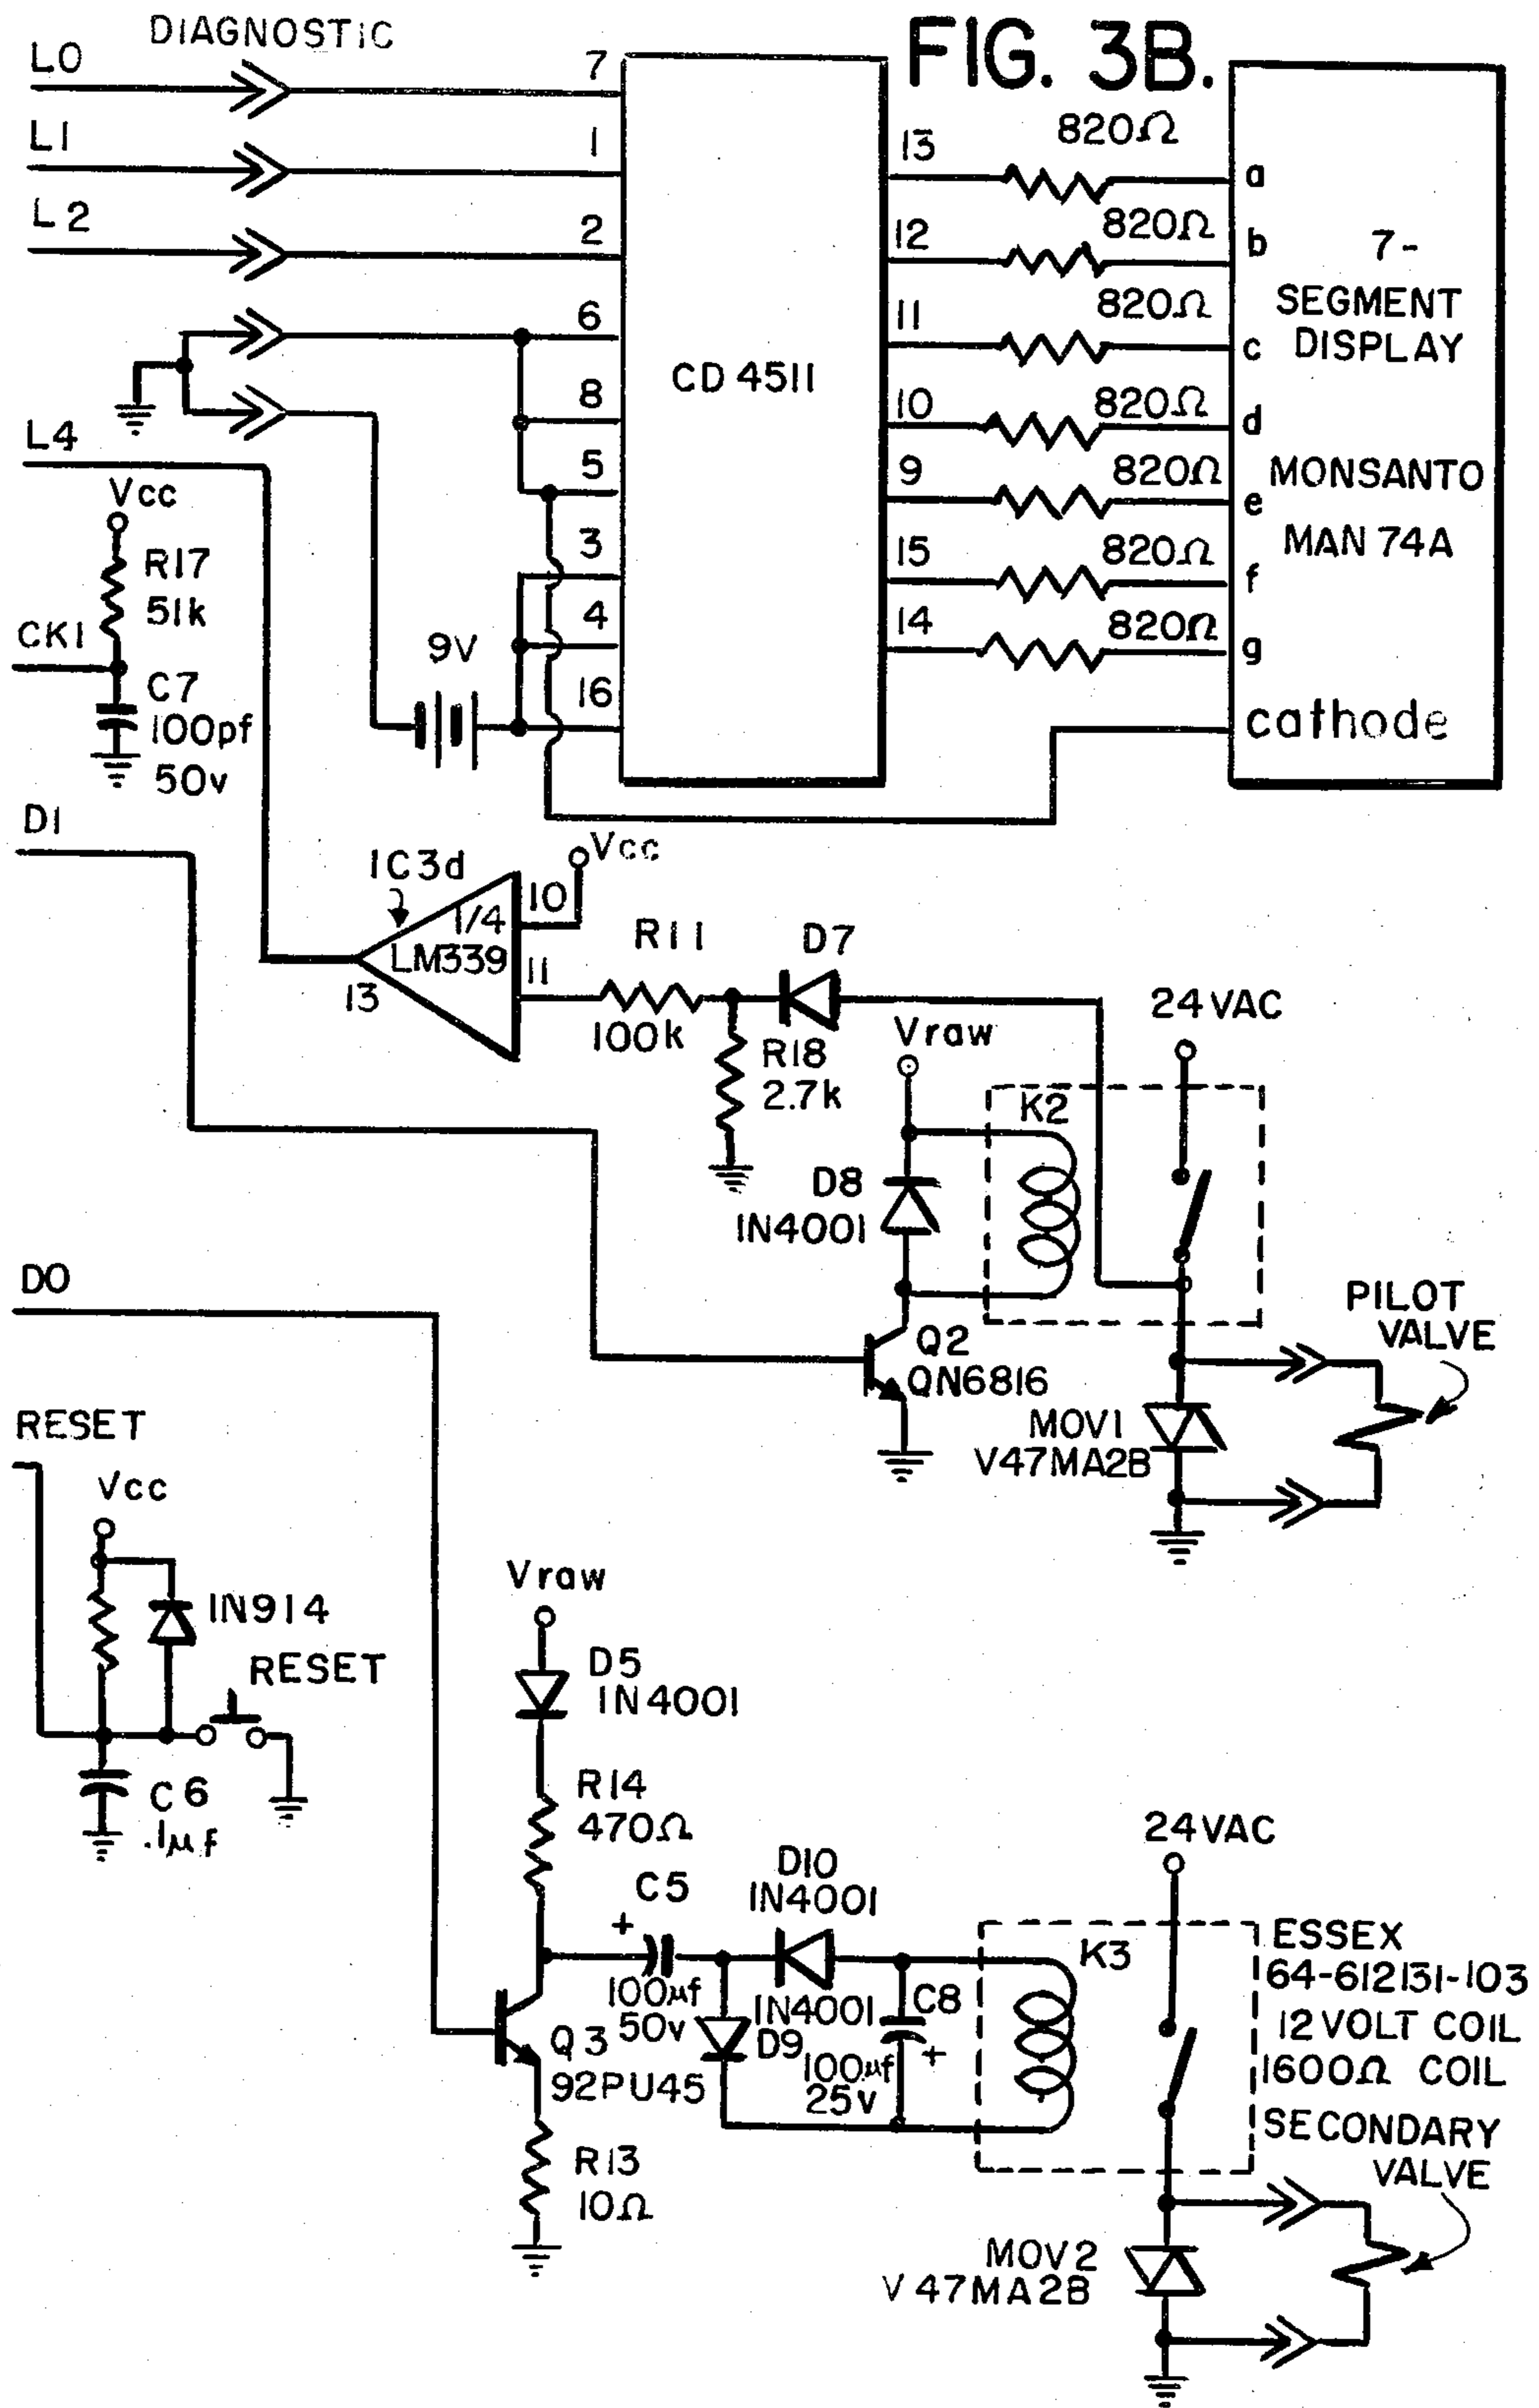 DIAGNOSTIC
FIG. 3B.
L0
7
L1
1
L2
2
6
8
5
3
4
16
CD 4511
13
820Ω
a
12
820Ω
b
11
820Ω
c
10
820Ω
d
9
820Ω
e
15
820Ω
f
14
820Ω
g
cathode
7-
SEGMENT
DISPLAY
MONSANTO
MAN 74A
L4
Vcc
R17
51k
CK1
C7
100pf
50v
9V
D1
IC3d
1/4
LM339
10
11
13
Vcc
R11
100k
D7
R18
2.7k
Vraw
24VAC
K2
D8
IN4001
D0
Q2
QN6816
PILOT
VALVE
MOV1
V47MA2B
RESET
Vcc
IN914
RESET
C6
.1µf
Vraw
D5
IN4001
R14
470Ω
C5
+
100µf
50v
D10
IN4001
IN4001
D9
C8
100µf
+
25v
Q3
92PU45
R13
10Ω
24VAC
K3
ESSEX
64-612131-103
12 VOLT COIL
1600Ω COIL
SECONDARY
VALVE
MOV2
V47MA2B